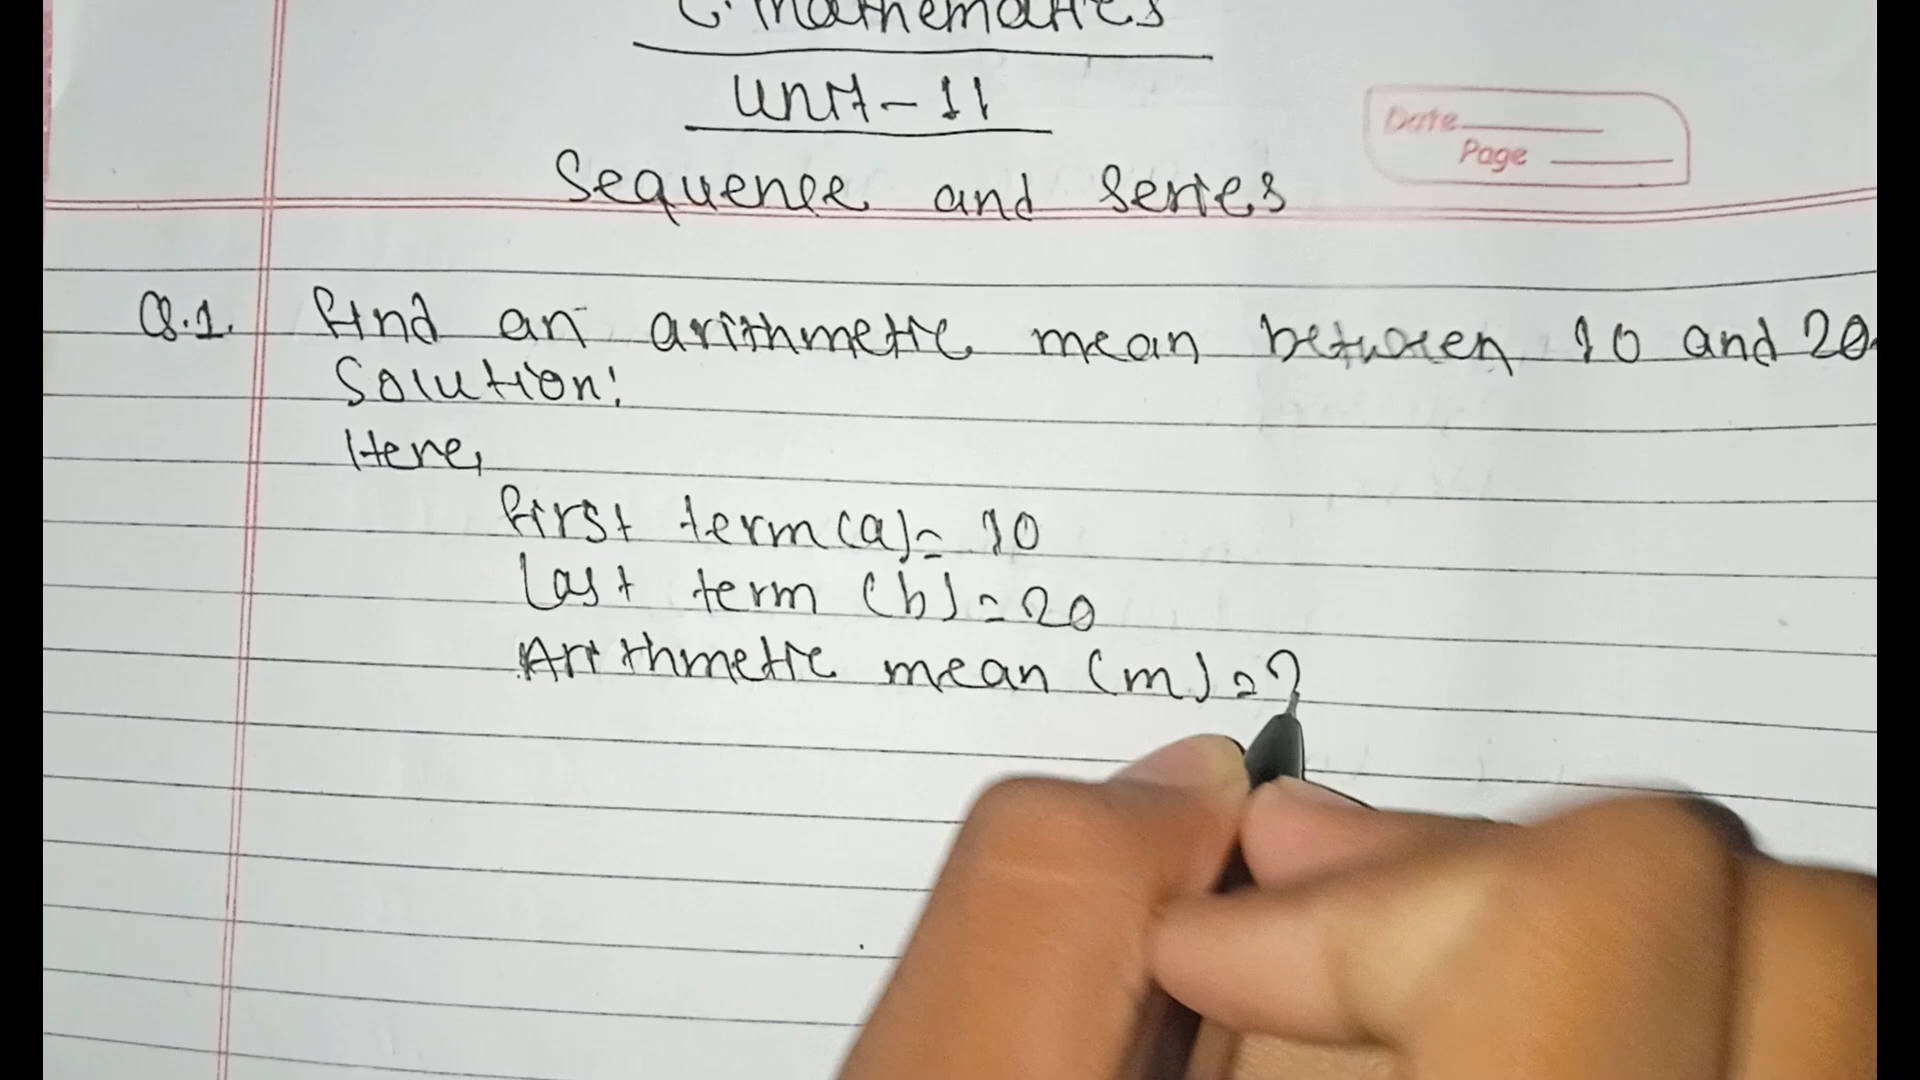 C. Mathematics
Unit-11
Date
Page
Sequence and series
Q.1. Find an arithmetic mean between 10 and 20.
Solution:
Here,
First term (a) = 10
Last term (b) = 20
Arithmetic mean (m) = ?